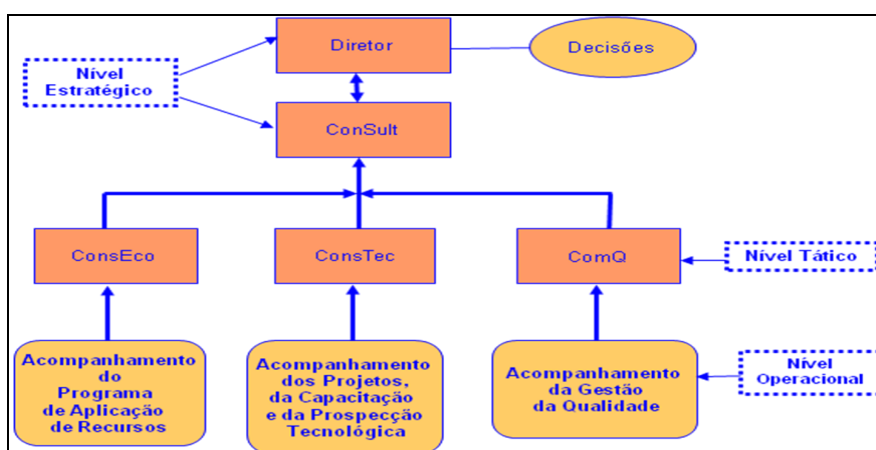 Diretor
Decisões
Nível
Estratégico
ConSult
ConsEco
ConsTec
ComQ
Nível Tático
Acompanhamento
do
Programa
de Aplicação
de Recursos
Acompanhamento
dos Projetos,
da Capacitação
e da Prospecção
Tecnológica
Acompanhamento
da Gestão
da Qualidade
Nível
Operacional